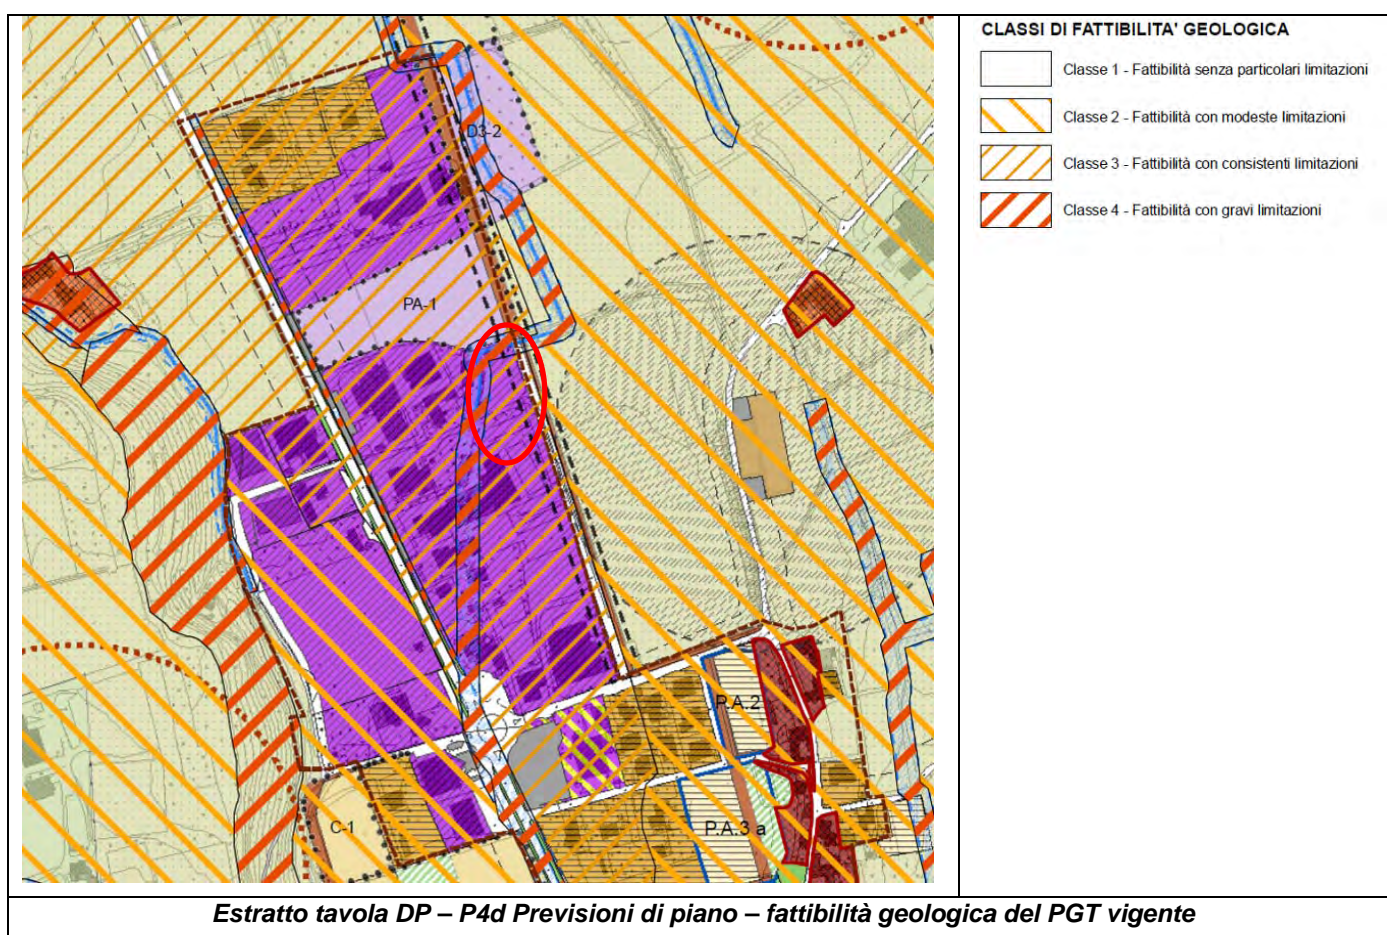 CLASSI DI FATTIBILITA' GEOLOGICA
Classe 1 - Fattibilità senza particolari limitazioni
Classe 2 - Fattibilità con modeste limitazioni
Classe 3 - Fattibilità con consistenti limitazioni
Classe 4 - Fattibilità con gravi limitazioni
D3-2
PA-1
P.A.2
C-1
P.A.3 a
Estratto tavola DP – P4d Previsioni di piano – fattibilità geologica del PGT vigente